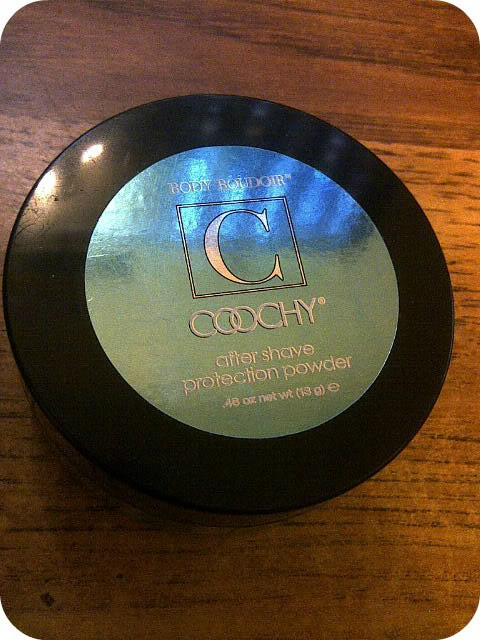 BODY BOUDOIR™
C
COOCHY®
after shave
protection powder
.46 oz net wt (13 g) ℮